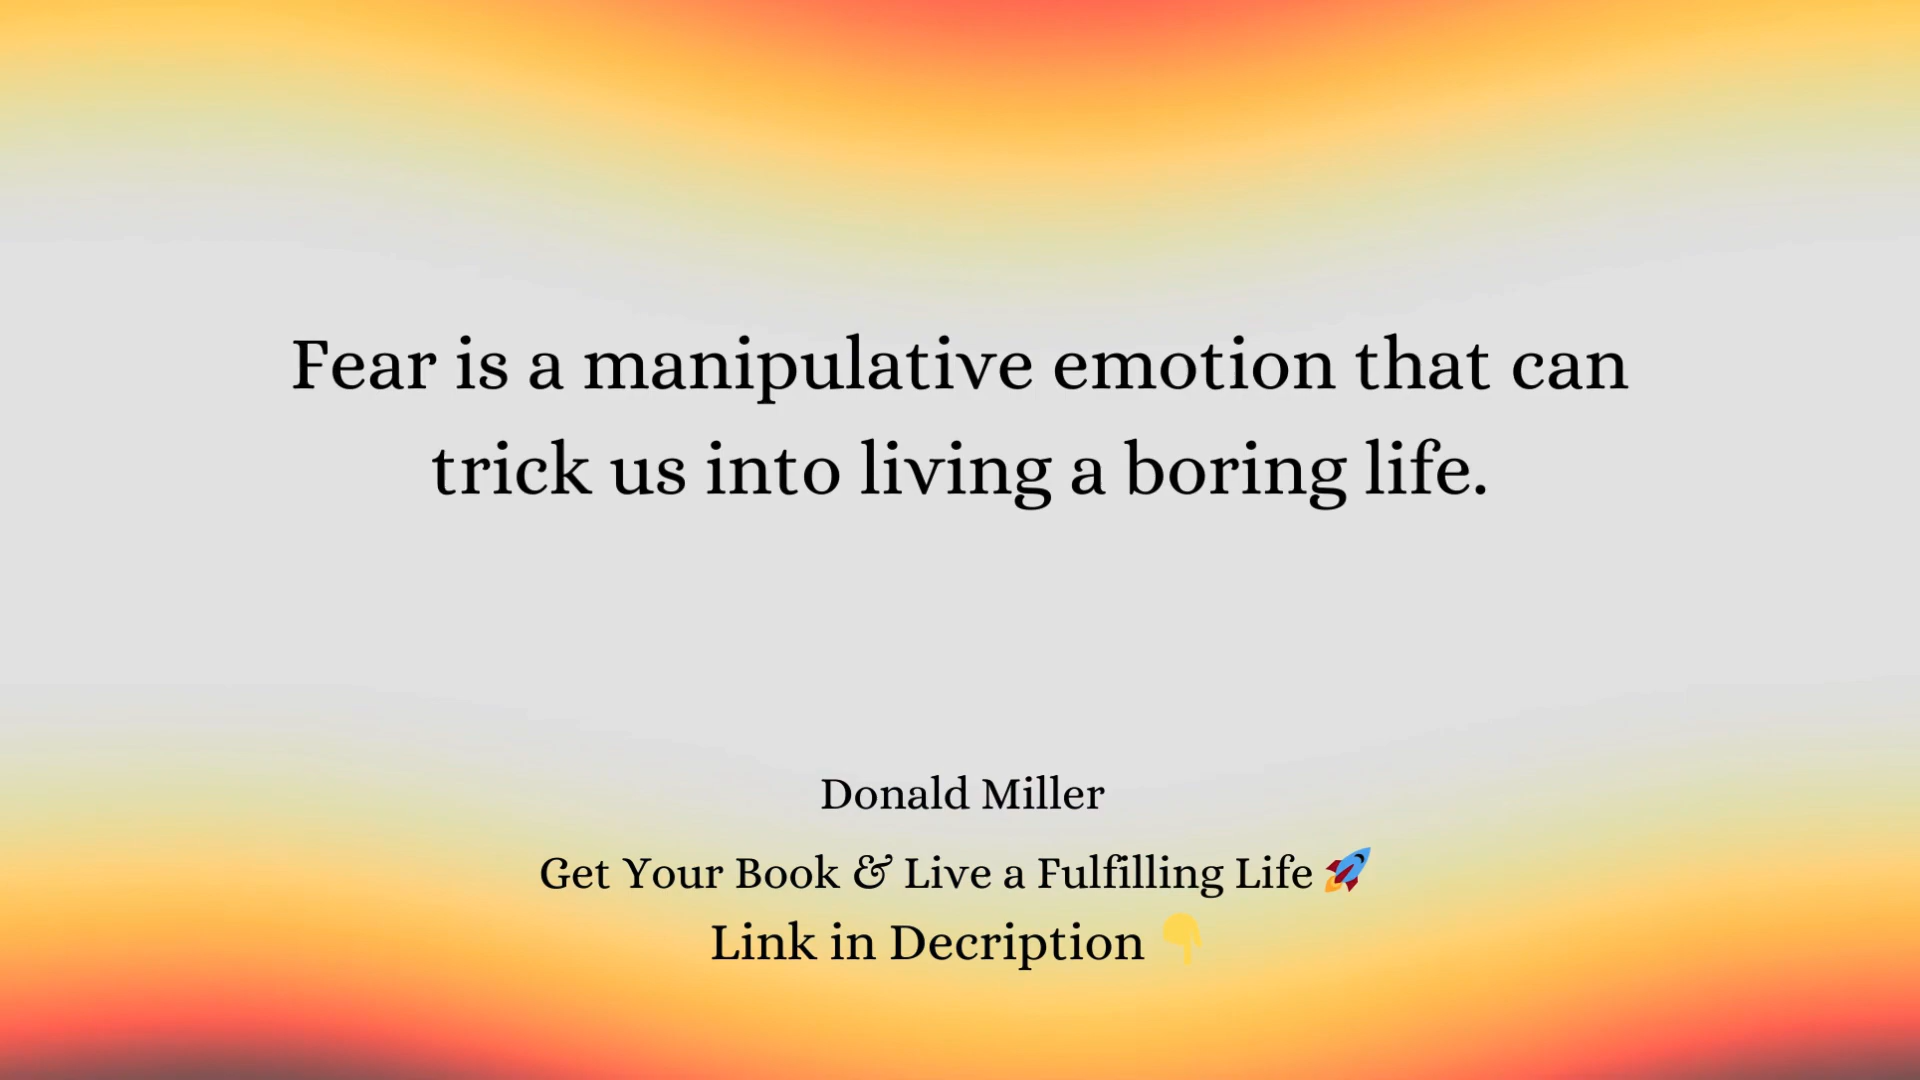 Fear is a manipulative emotion that can
trick us into living a boring life.
Donald Miller
Get Your Book & Live a Fulfilling Life 🚀
Link in Decription 👇